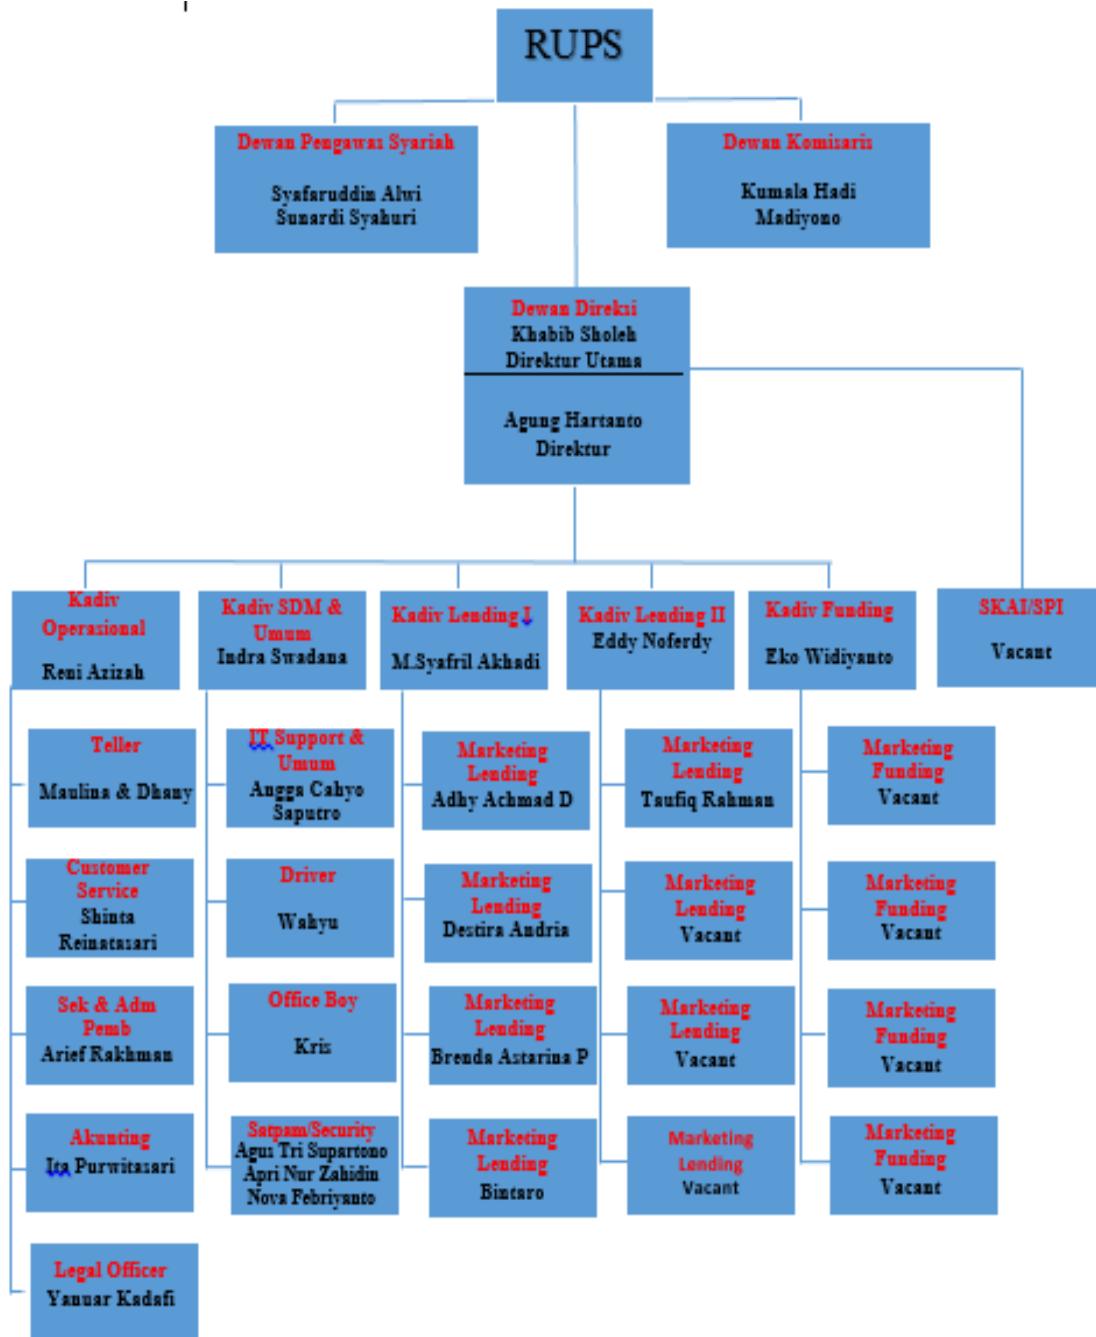 RUPS
Dewan Pengawas Syariah
Syafaruddin Alwi
Sunardi Syahuri
Dewan Komisaris
Kumala Hadi
Madiyono
Dewan Direksi
Khabib Sholeh
Direktur Utama
Agung Hartanto
Direktur
Kadiv
Operasional
Reni Azizah
Kadiv SDM &
Umum
Indra Swadana
Kadiv Lending I
M.Syafril Akhadi
Kadiv Lending II
Eddy Noferdy
Kadiv Funding
Eko Widiyanto
SKAI/SPI
Vacant
Teller
Maulina & Dhany
IT Support &
Umum
Angga Cahyo
Saputro
Marketing
Lending
Adhy Achmad D
Marketing
Lending
Taufiq Rahman
Marketing
Funding
Vacant
Customer
Service
Shinta
Reinatasari
Driver
Wahyu
Marketing
Lending
Destira Andria
Marketing
Lending
Vacant
Marketing
Funding
Vacant
Sek & Adm
Pemb
Arief Rakhman
Office Boy
Kris
Marketing
Lending
Brenda Astarina P
Marketing
Lending
Vacant
Marketing
Funding
Vacant
Akunting
Ita Purwitasari
Satpam/Security
Agus Tri Supartono
Apri Nur Zahidin
Nova Febriyanto
Marketing
Lending
Bintaro
Marketing
Lending
Vacant
Marketing
Funding
Vacant
Legal Officer
Yanuar Kadafi